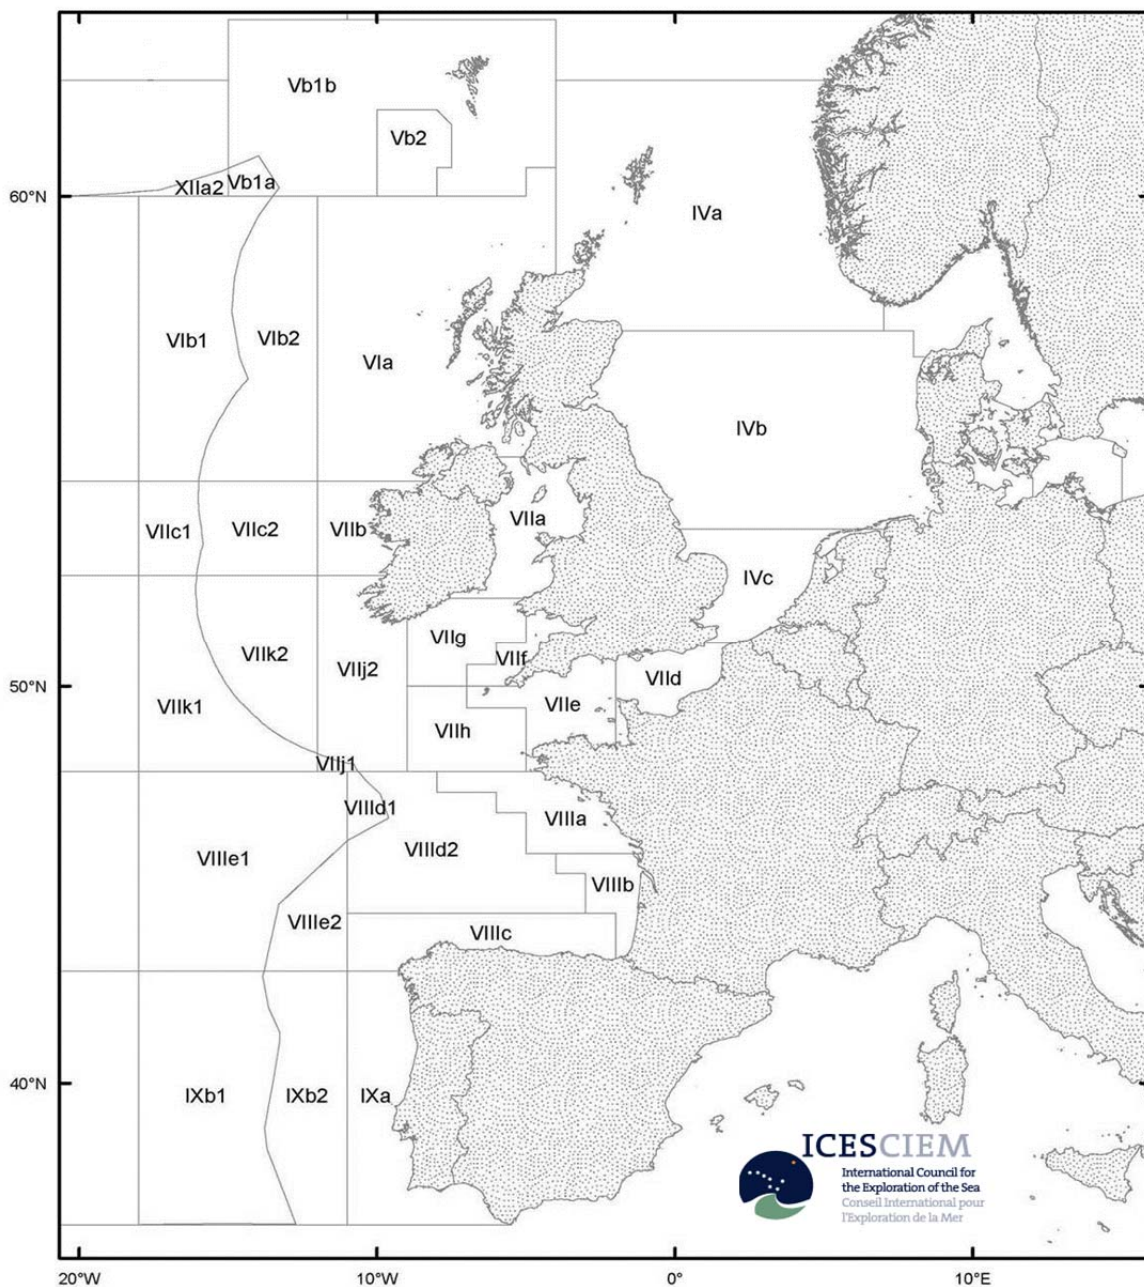 Vb1b
Vb2
XIIa2
Vb1a
60°N
IVa
VIb1
VIb2
VIa
IVb
VIIc1
VIIc2
VIIb
VIIa
IVc
VIIg
VIIk2
VIIj2
VIIf
VIId
VIIk1
VIIe
VIIh
50°N
VIIj1
VIIId1
VIIIa
VIIId2
VIIIe1
VIIIb
VIIIe2
VIIIc
40°N
IXb1
IXb2
IXa
ICESCIEM
International Council for
the Exploration of the Sea
Conseil International pour
l'Exploration de la Mer
20°W
10°W
0°
10°E